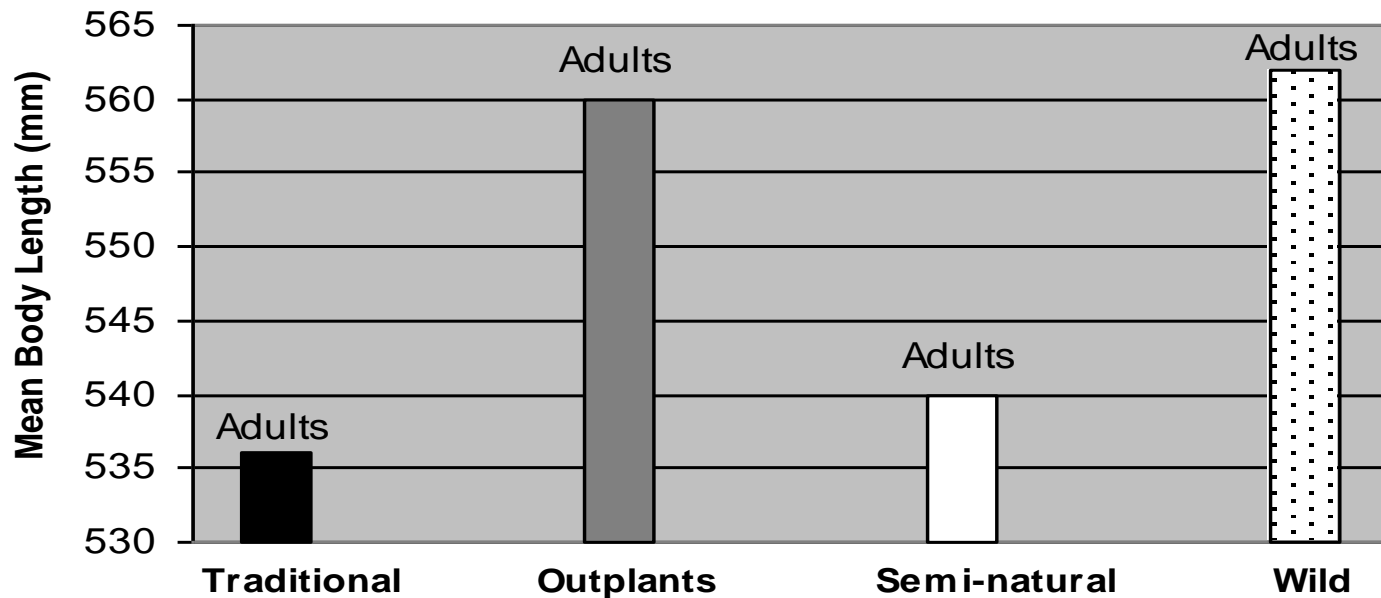 Mean Body Length (mm)
565
560
555
550
545
540
535
530
Adults
Adults
Adults
Adults
Traditional
Outplants
Semi-natural
Wild